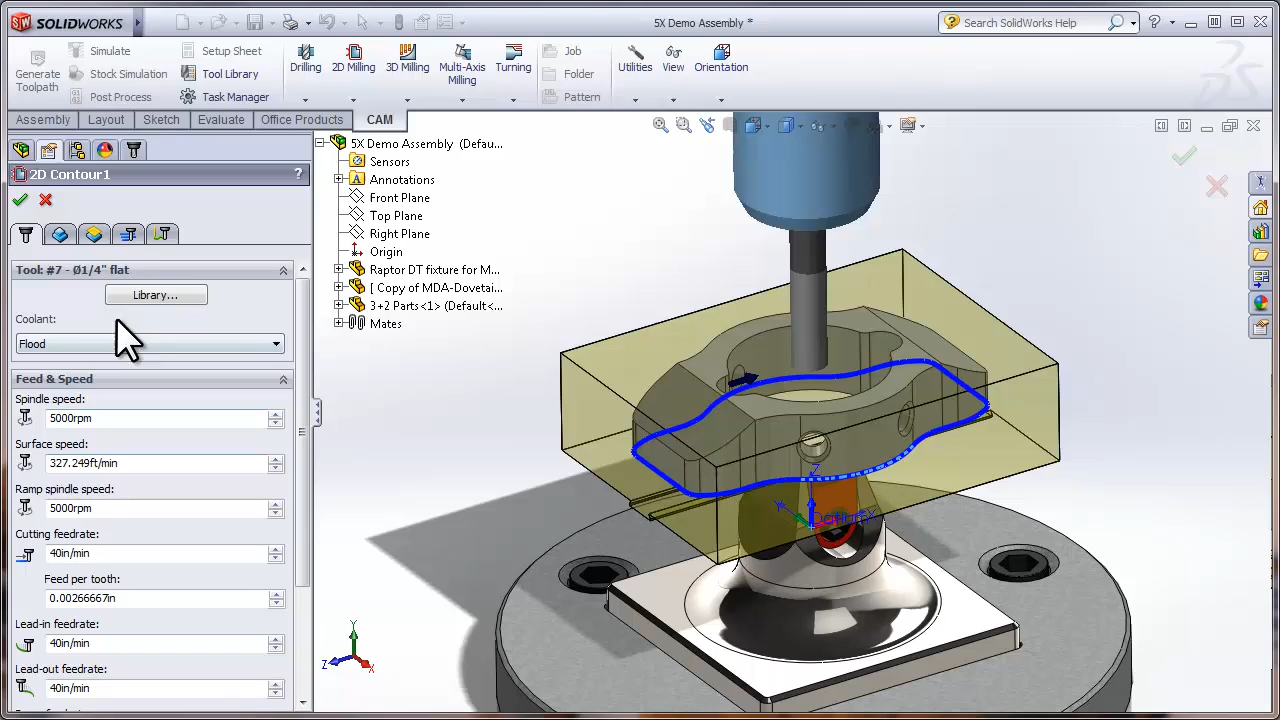 SOLIDWORKS
5X Demo Assembly *
Search SolidWorks Help
Generate Toolpath
Simulate
Stock Simulation
Post Process
Setup Sheet
Tool Library
Task Manager
Drilling
2D Milling
3D Milling
Multi-Axis Milling
Turning
Job
Folder
Pattern
Utilities
View
Orientation
Assembly
Layout
Sketch
Evaluate
Office Products
CAM
2D Contour1
?
Tool: #7 - Ø1/4" flat
Library...
Coolant:
Flood
Feed & Speed
Spindle speed:
5000rpm
Surface speed:
327.249ft/min
Ramp spindle speed:
5000rpm
Cutting feedrate:
40in/min
Feed per tooth:
0.00266667in
Lead-in feedrate:
40in/min
Lead-out feedrate:
40in/min
5X Demo Assembly (Defau...
Sensors
Annotations
Front Plane
Top Plane
Right Plane
Origin
Raptor DT fixture for M...
[ Copy of MDA-Dovetai...
3+2 Parts<1> (Default<...
Mates
Z
Y
X
Y
Z
X